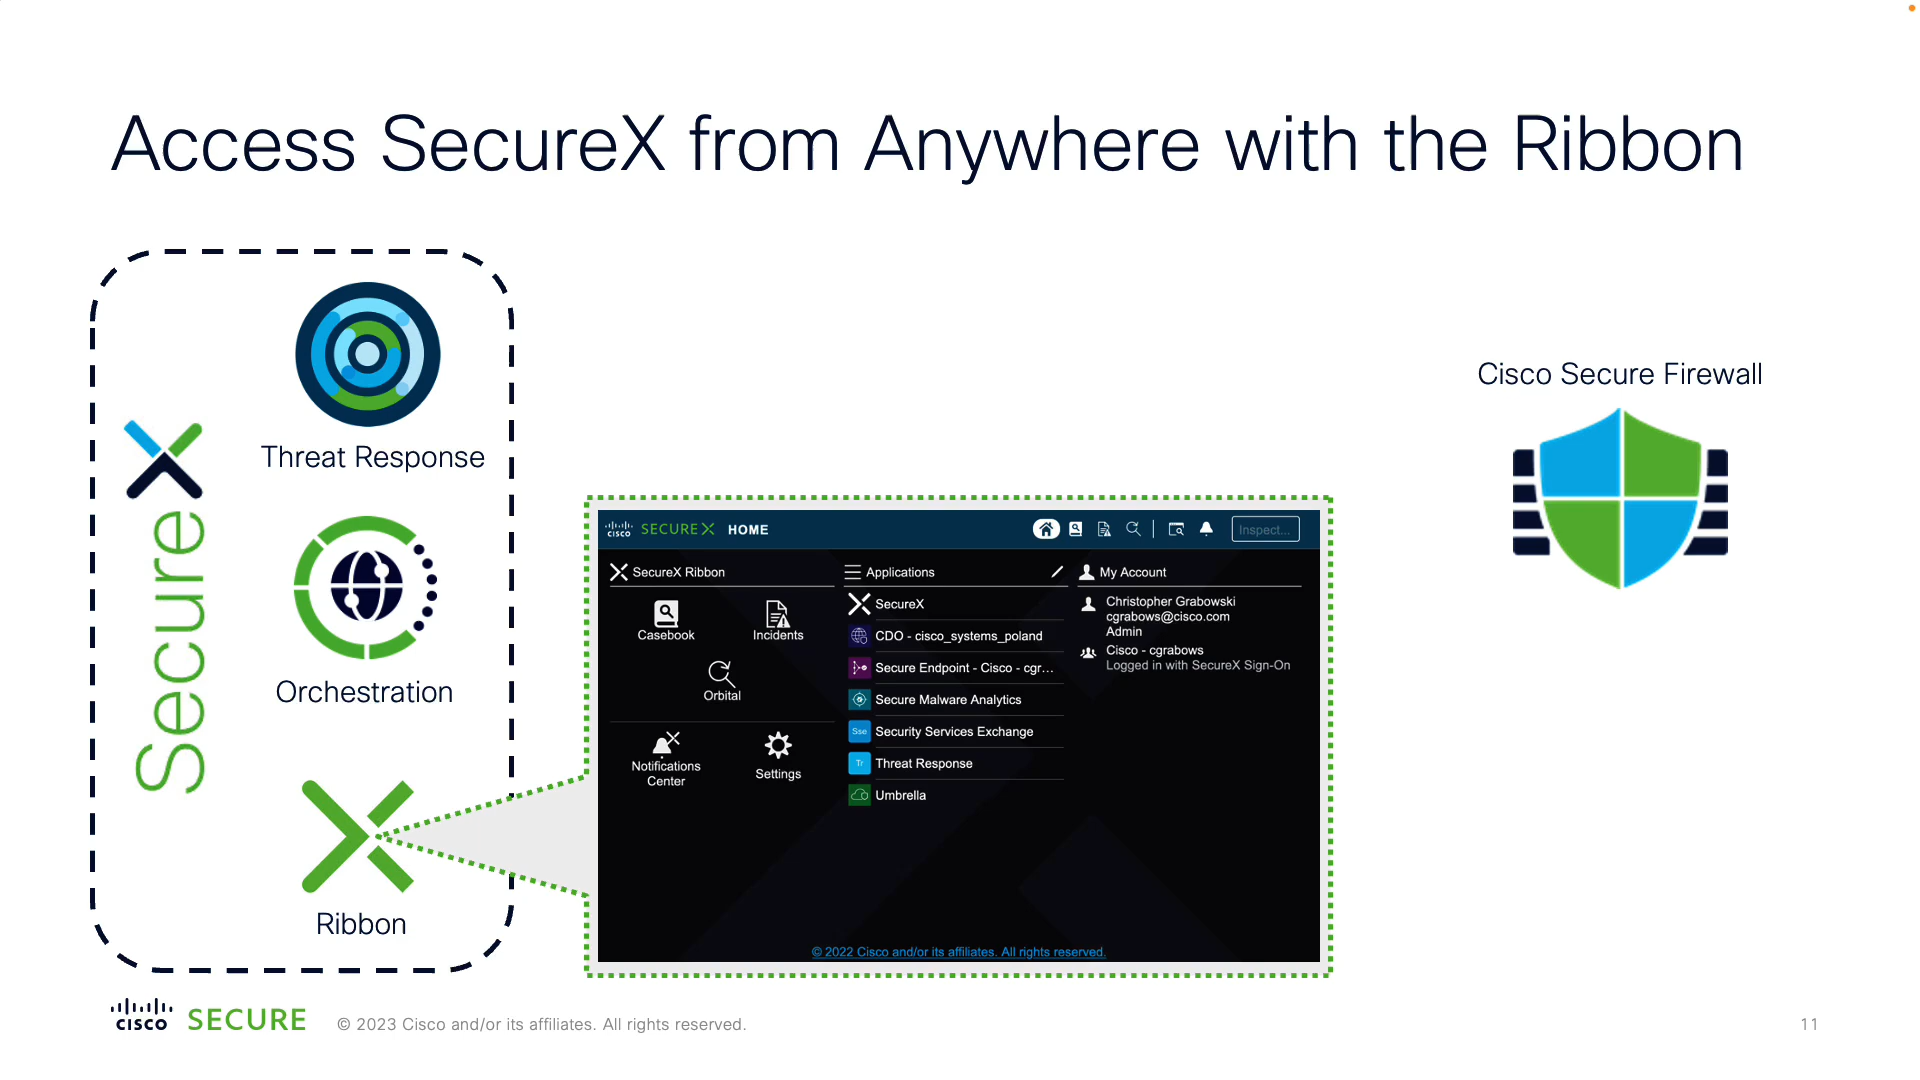 Access SecureX from Anywhere with the Ribbon
SecureX
Threat Response
Orchestration
Ribbon
Cisco Secure Firewall
cisco SECUREX HOME
Inspect...
SecureX Ribbon
Casebook
Incidents
Orbital
Notifications
Center
Settings
Applications
SecureX
CDO - cisco_systems_poland
Secure Endpoint - Cisco - cgr...
Secure Malware Analytics
Sse Security Services Exchange
Tr Threat Response
Umbrella
My Account
Christopher Grabowski
cgrabows@cisco.com
Admin
Cisco - cgrabows
Logged in with SecureX Sign-On
© 2022 Cisco and/or its affiliates. All rights reserved.
cisco SECURE © 2023 Cisco and/or its affiliates. All rights reserved.
11